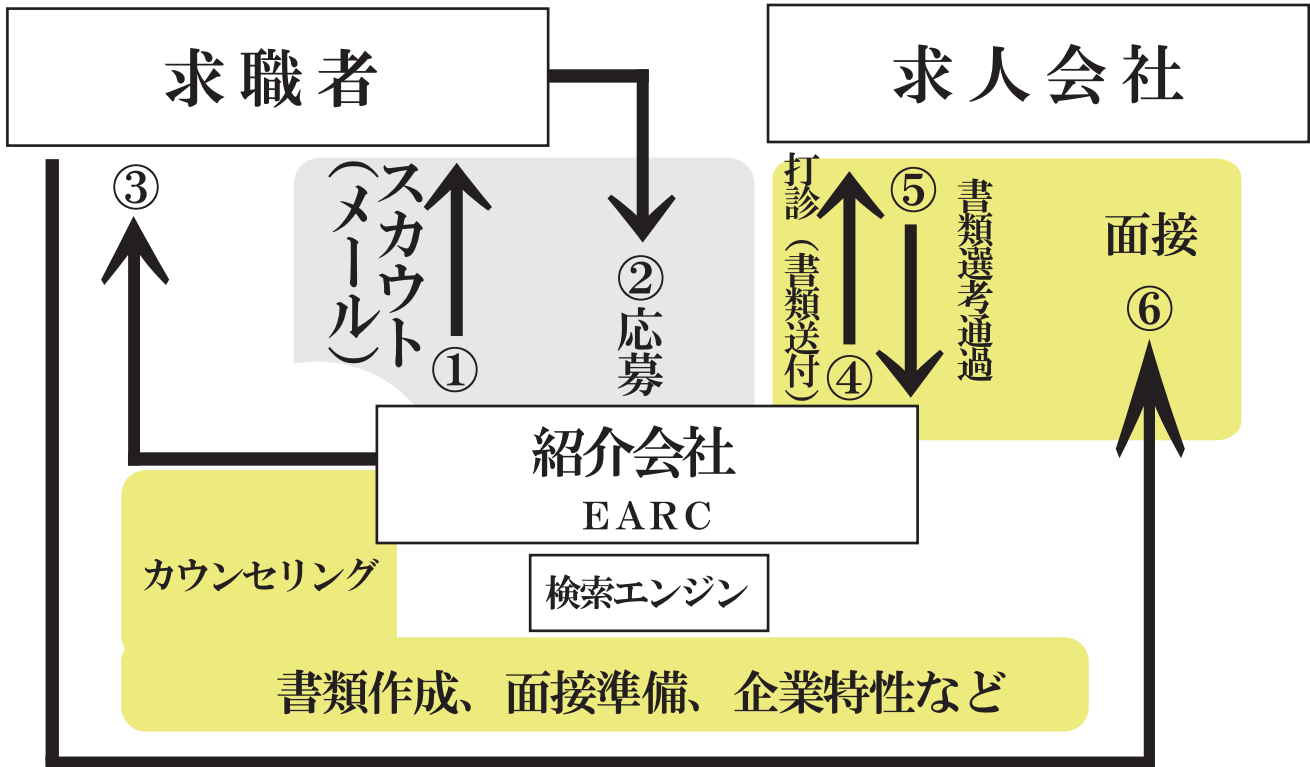 求職者
求人会社
③
スカウト
（メール）
①
②
応募
打診（書類送付）
④
⑤
書類選考通過
面接
⑥
紹介会社
EARC
検索エンジン
カウンセリング
書類作成、面接準備、企業特性など